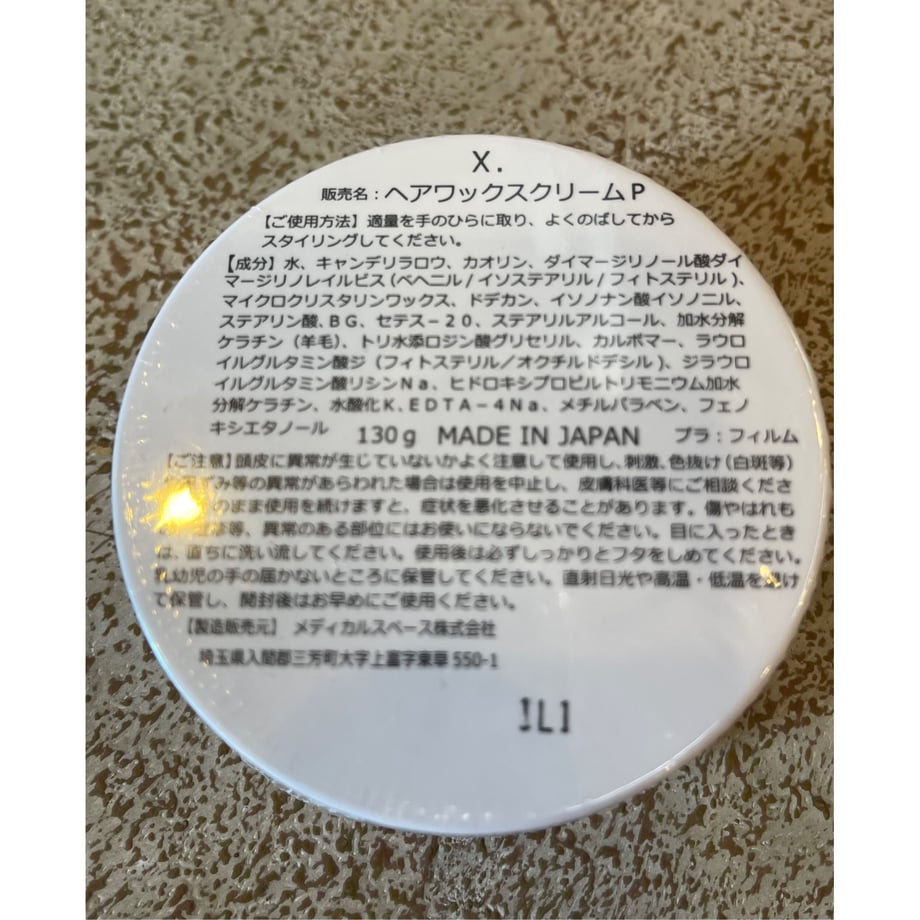 X.
販売名：ヘアワックスクリームP
【ご使用方法】適量を手のひらに取り、よくのばしてから
スタイリングしてください。
【成分】水、キャンデリラロウ、カオリン、ダイマージリノール酸ダイ
マージリノレイルビス(ベヘニル/イソステアリル/フィトステリル)、
マイクロクリスタリンワックス、ドデカン、イソノナン酸イソノニル、
ステアリン酸、BG、セテス－20、ステアリルアルコール、加水分解
ケラチン（羊毛）、トリ水添ロジン酸グリセリル、カルボマー、ラウロ
イルグルタミン酸ジ（フィトステリル／オクチルドデシル）、ジラウロ
イルグルタミン酸リシンNa、ヒドロキシプロピルトリモニウム加水
分解ケラチン、水酸化K、EDTA－4Na、メチルパラベン、フェノ
キシエタノール 130g MADE IN JAPAN プラ：フィルム
【ご注意】頭皮に異常が生じていないかよく注意して使用し、刺激、色抜け（白斑等）
ずみ等の異常があらわれた場合は使用を中止し、皮膚科医等にご相談くださ
のまま使用を続けますと、症状を悪化させることがあります。傷やはれも
等、異常のある部位にはお使いにならないでください。目に入ったとき
は、直ちに洗い流してください。使用後は必ずしっかりとフタをしめてください。
乳幼児の手の届かないところに保管してください。直射日光や高温・低温を避け
て保管し、開封後はお早めにご使用ください。
【製造販売元】 メディカルスペース株式会社
埼玉県入間郡三芳町大字上富字東草550-1
1L1